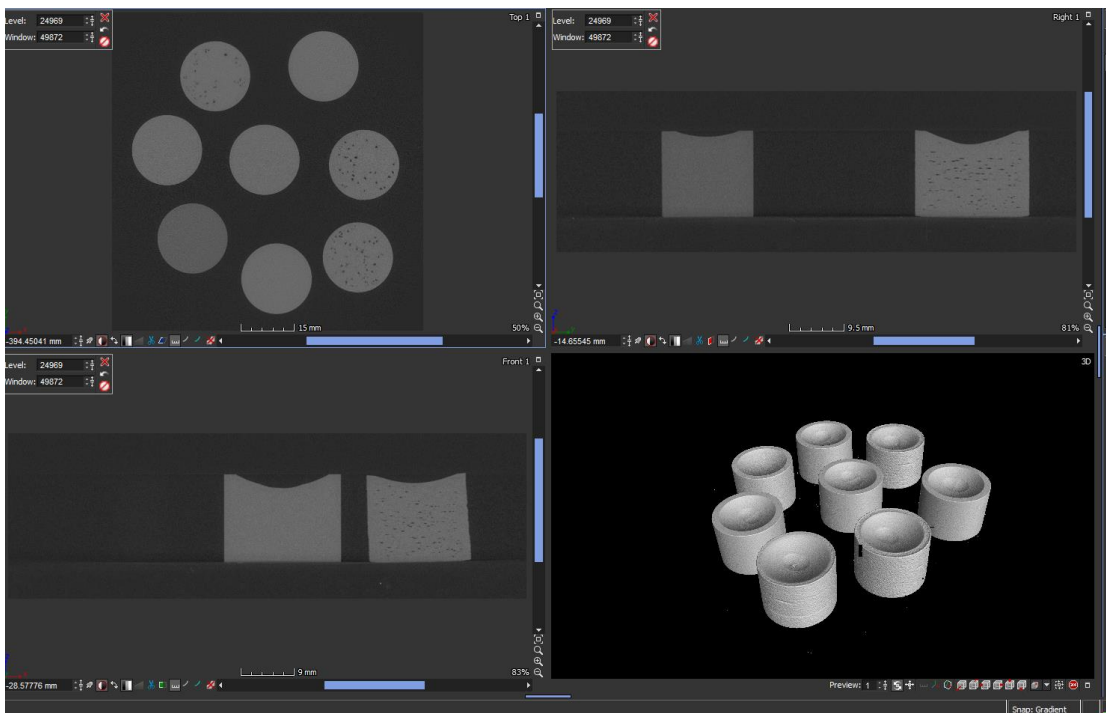 Level: 24969
Window: 49872
Top 1
15 mm
50%
-394.45041 mm
Level: 24969
Window: 49872
Right 1
9.5 mm
81%
-14.65545 mm
Level: 24969
Window: 49872
Front 1
9 mm
83%
-28.57776 mm
3D
Preview: 1
Snap: Gradient